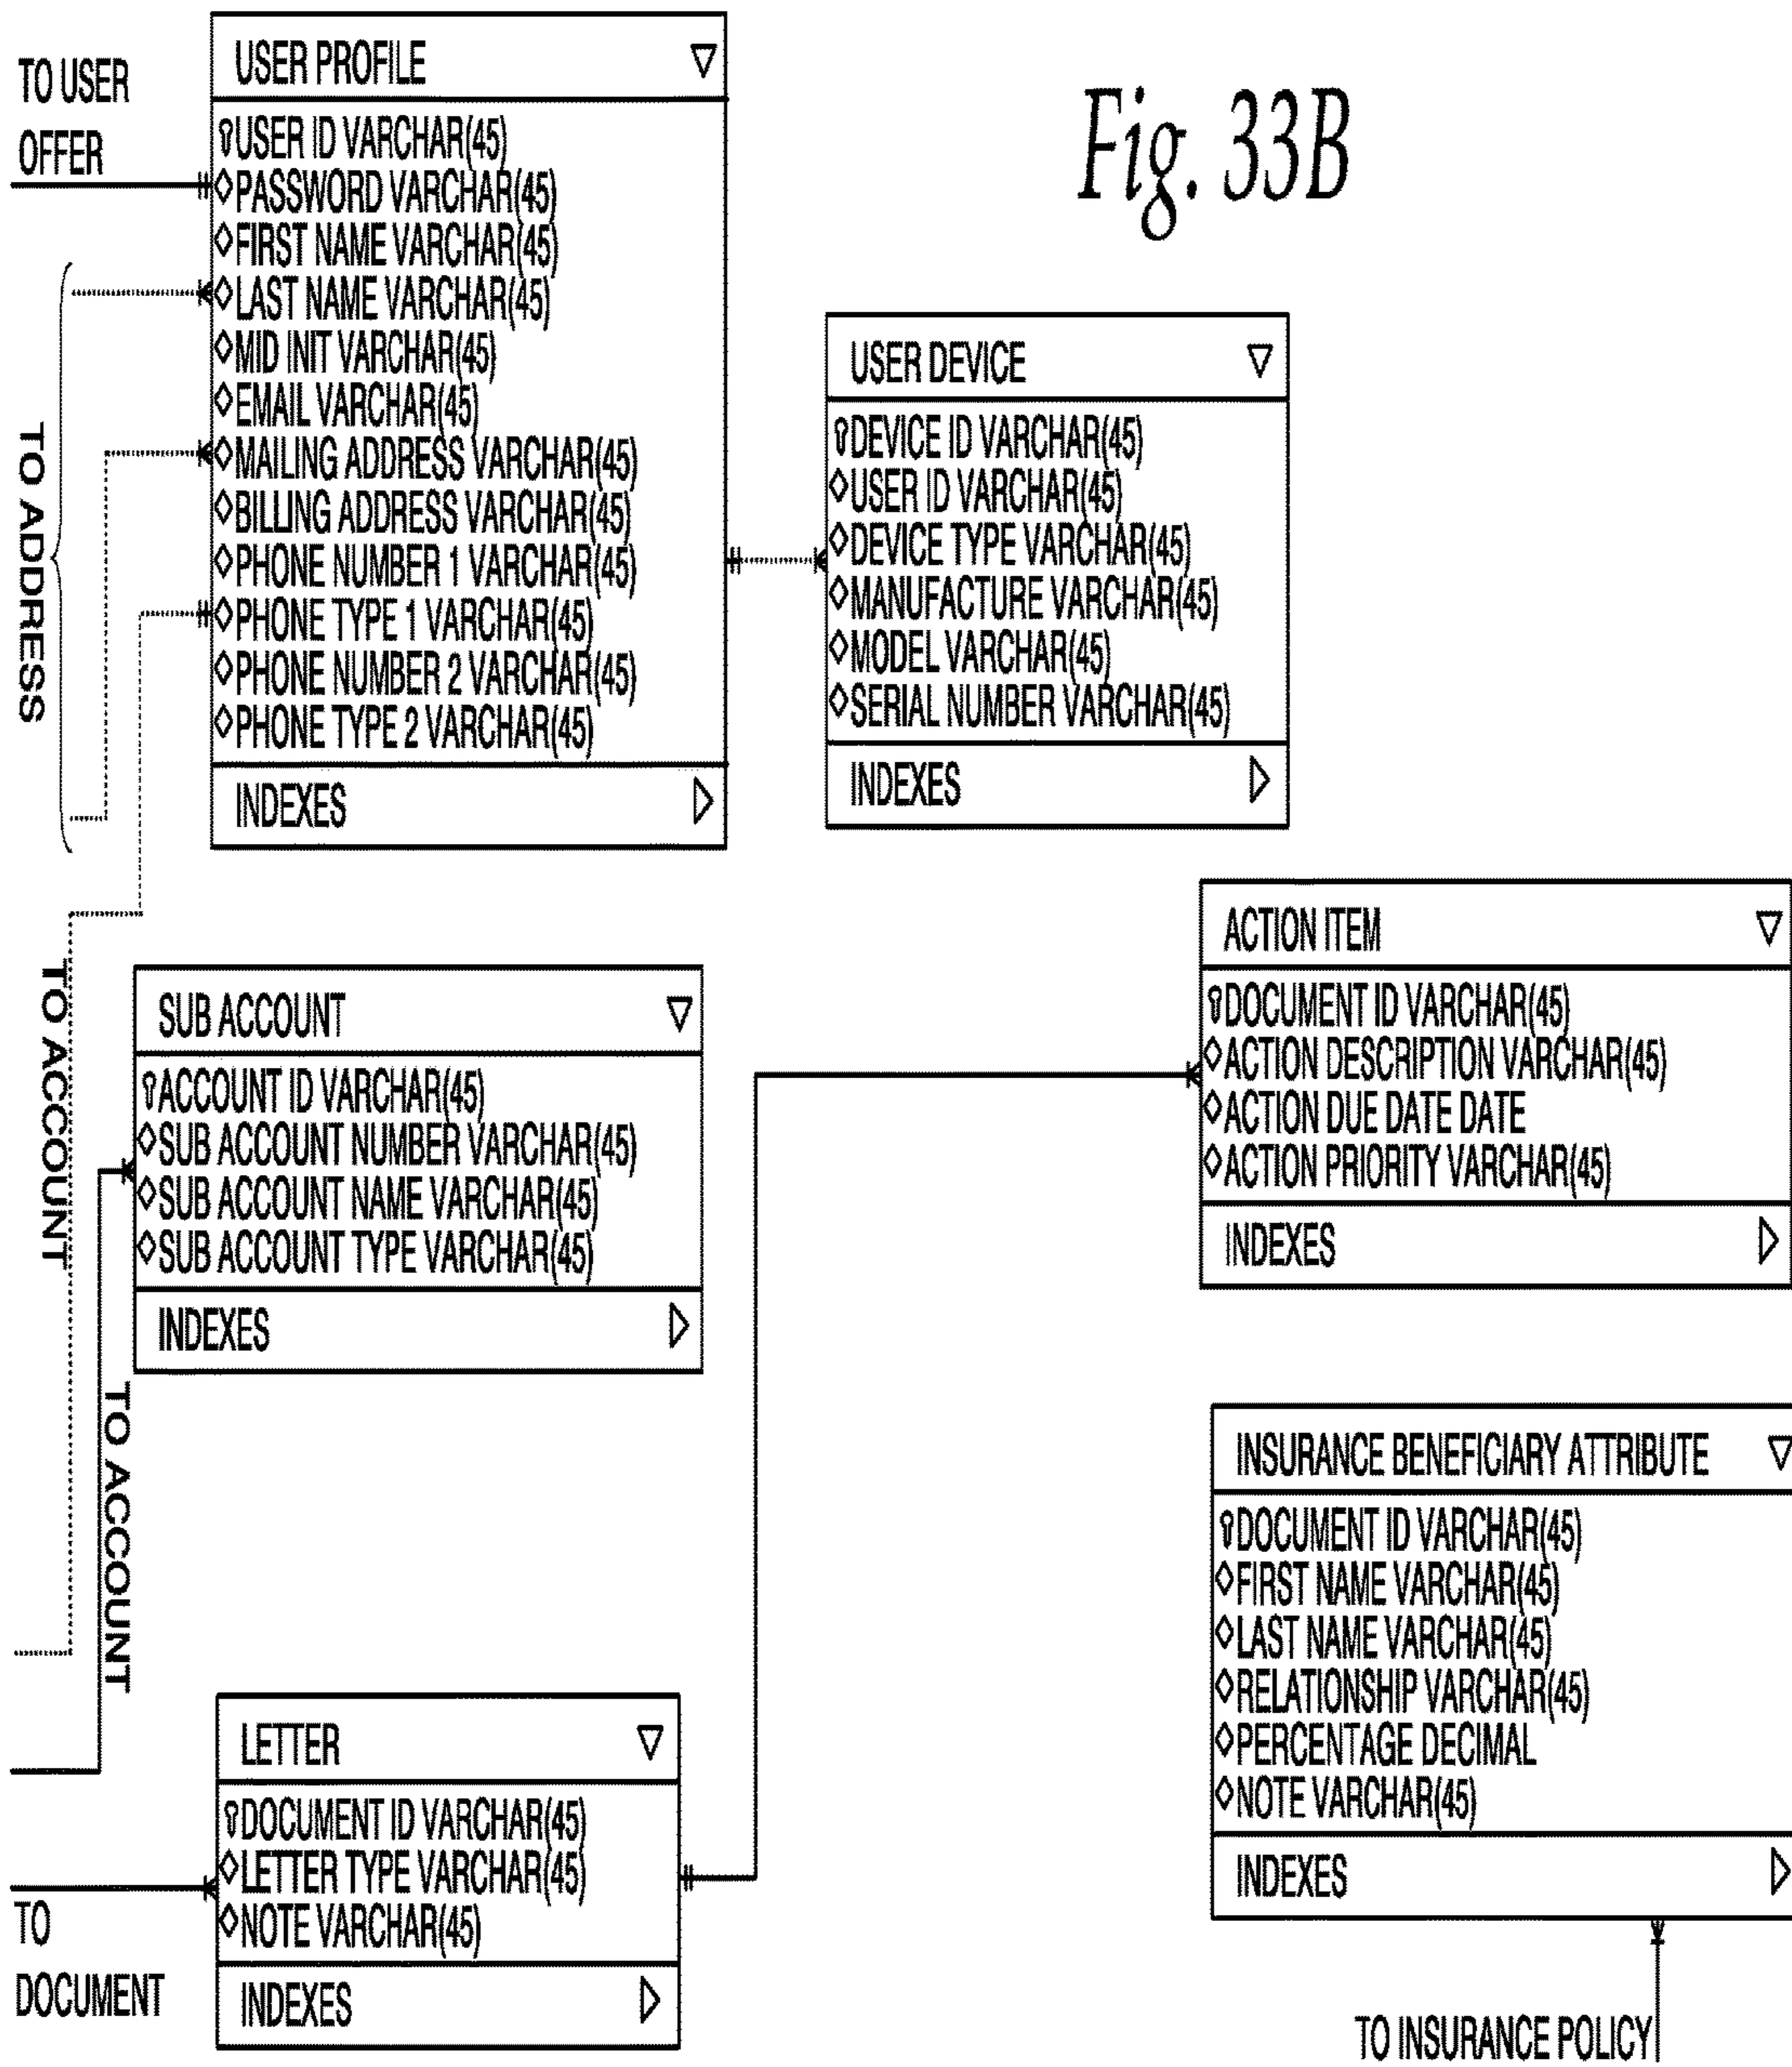 Fig. 33B
TO USER
OFFER
USER PROFILE
USER ID VARCHAR(45)
PASSWORD VARCHAR(45)
FIRST NAME VARCHAR(45)
LAST NAME VARCHAR(45)
MID INIT VARCHAR(45)
EMAIL VARCHAR(45)
MAILING ADDRESS VARCHAR(45)
BILLING ADDRESS VARCHAR(45)
PHONE NUMBER 1 VARCHAR(45)
PHONE TYPE 1 VARCHAR(45)
PHONE NUMBER 2 VARCHAR(45)
PHONE TYPE 2 VARCHAR(45)
INDEXES
TO ADDRESS
USER DEVICE
DEVICE ID VARCHAR(45)
USER ID VARCHAR(45)
DEVICE TYPE VARCHAR(45)
MANUFACTURE VARCHAR(45)
MODEL VARCHAR(45)
SERIAL NUMBER VARCHAR(45)
INDEXES
TO ACCOUNT
SUB ACCOUNT
ACCOUNT ID VARCHAR(45)
SUB ACCOUNT NUMBER VARCHAR(45)
SUB ACCOUNT NAME VARCHAR(45)
SUB ACCOUNT TYPE VARCHAR(45)
INDEXES
TO ACCOUNT
ACTION ITEM
DOCUMENT ID VARCHAR(45)
ACTION DESCRIPTION VARCHAR(45)
ACTION DUE DATE DATE
ACTION PRIORITY VARCHAR(45)
INDEXES
INSURANCE BENEFICIARY ATTRIBUTE
DOCUMENT ID VARCHAR(45)
FIRST NAME VARCHAR(45)
LAST NAME VARCHAR(45)
RELATIONSHIP VARCHAR(45)
PERCENTAGE DECIMAL
NOTE VARCHAR(45)
INDEXES
TO INSURANCE POLICY
LETTER
DOCUMENT ID VARCHAR(45)
LETTER TYPE VARCHAR(45)
NOTE VARCHAR(45)
INDEXES
TO
DOCUMENT